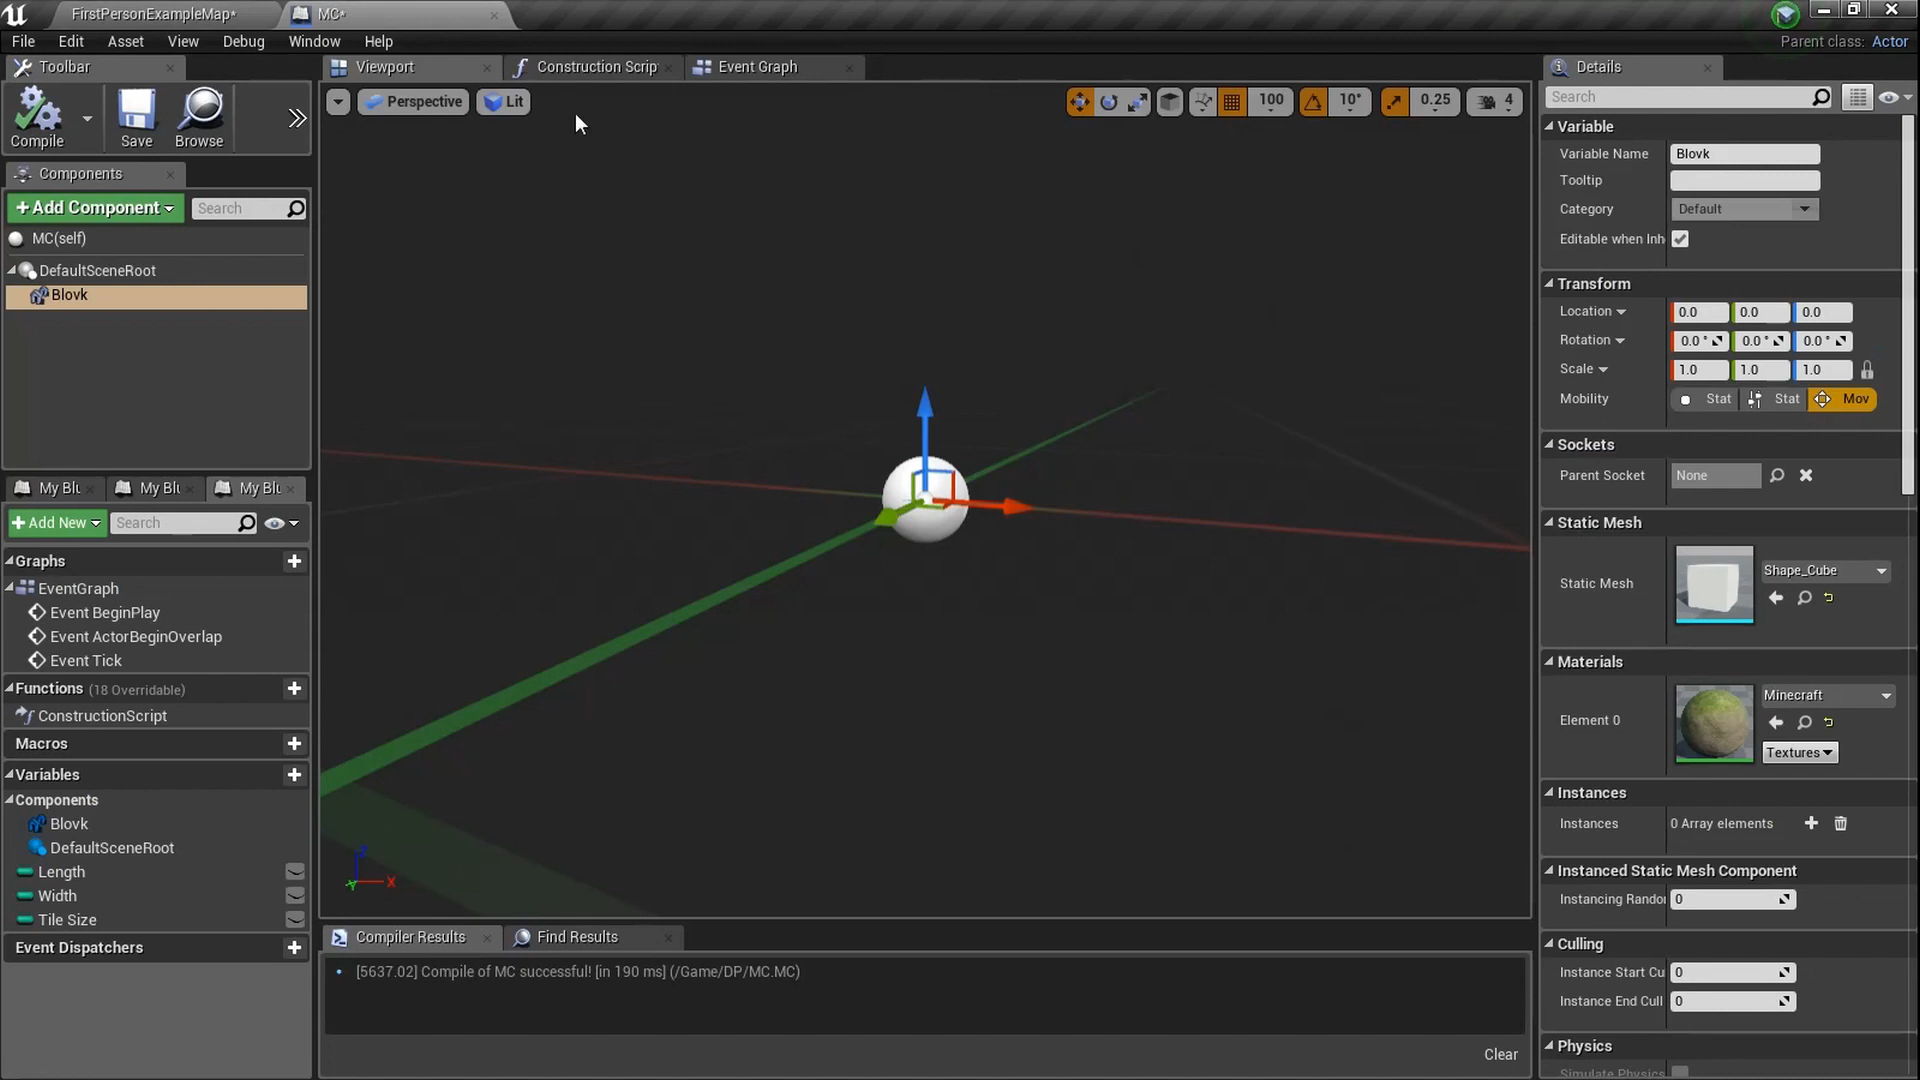 FirstPersonExampleMap*
MC*
File Edit Asset View Debug Window Help
Parent class: Actor
Toolbar
Viewport
Construction Scrip
Event Graph
Details
Compile
Save
Browse
Perspective
Lit
100
10°
0.25
4
Search
Components
+ Add Component
Search
MC(self)
DefaultSceneRoot
Blovk
My Blu
My Blu
My Blu
+ Add New
Search
Graphs
EventGraph
Event BeginPlay
Event ActorBeginOverlap
Event Tick
Functions (18 Overridable)
ConstructionScript
Macros
Variables
Components
Blovk
DefaultSceneRoot
Length
Width
Tile Size
Event Dispatchers
Z
X
Y
Compiler Results
Find Results
[5637.02] Compile of MC successful! [in 190 ms] (/Game/DP/MC.MC)
Clear
Variable
Variable Name Blovk
Tooltip
Category Default
Editable when Inh
Transform
Location 0.0 0.0 0.0
Rotation 0.0 ° 0.0 ° 0.0 °
Scale 1.0 1.0 1.0
Mobility Stat Stat Mov
Sockets
Parent Socket None
Static Mesh
Static Mesh Shape_Cube
Materials
Element 0 Minecraft
Textures
Instances
Instances 0 Array elements
Instanced Static Mesh Component
Instancing Rando 0
Culling
Instance Start Cu 0
Instance End Cull 0
Physics
Simulate Physics